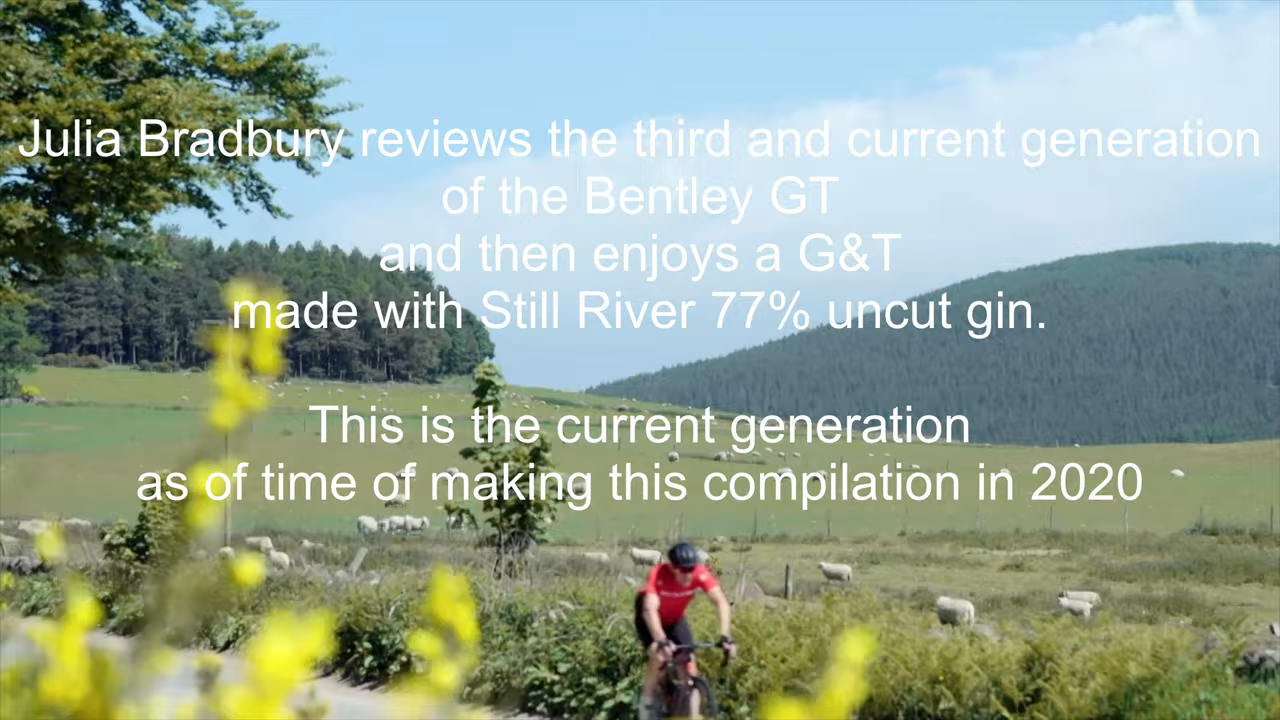 Julia Bradbury reviews the third and current generation
of the Bentley GT
and then enjoys a G&T
made with Still River 77% uncut gin.
This is the current generation
as of time of making this compilation in 2020